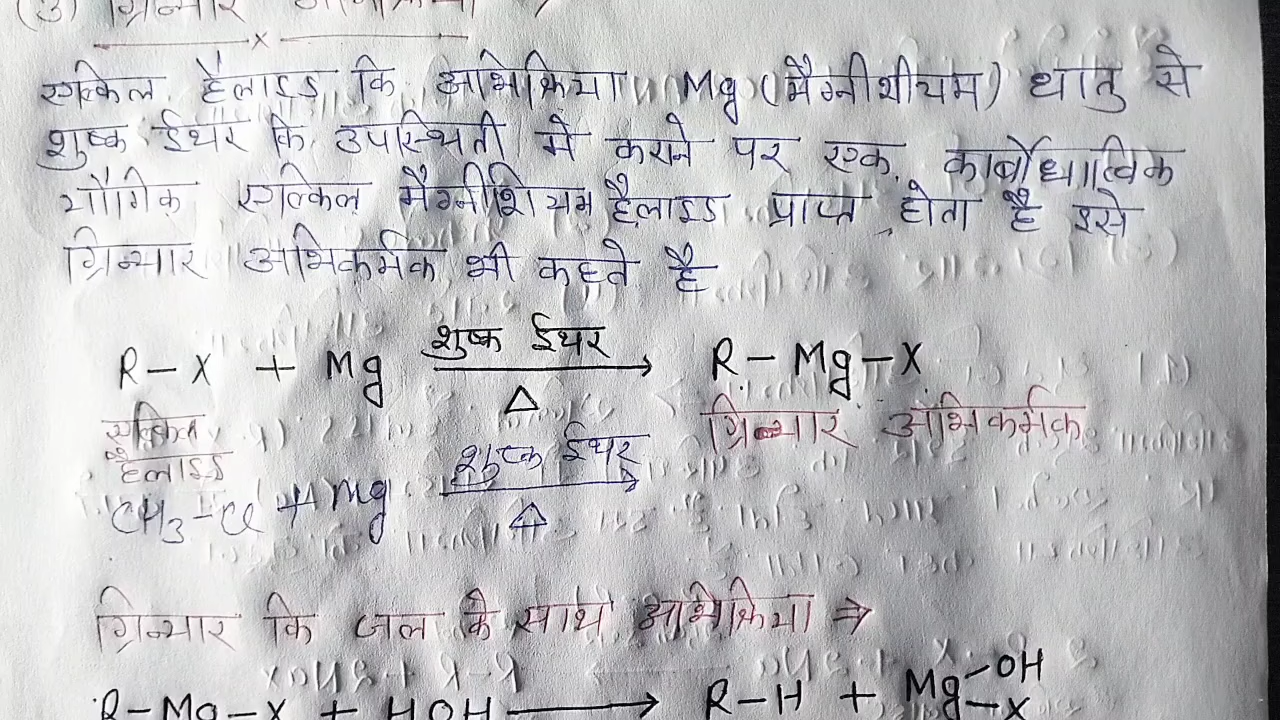 (3) ग्रिन्यार अभिक्रिया
एल्किल हैलाइड कि अभिक्रिया Mg (मैग्नीशीयम) धातु से
शुष्क ईथर कि उपस्थिती मे कराने पर एक कार्बोधात्विक
यौगिक एल्किल मैग्नीशियम हैलाइड प्राप्त होता है इसे
ग्रिन्यार अभिकर्मक भी कहते है
R-X + Mg शुष्क ईथर → Δ R-Mg-X
एल्किल हैलाइड ग्रिन्यार अभिकर्मक
CH3-Cl + Mg शुष्क ईथर → Δ
ग्रिन्यार कि जल के साथ अभिक्रिया ⇒
R-Mg-X + HOH → R-H + Mg-OH -X